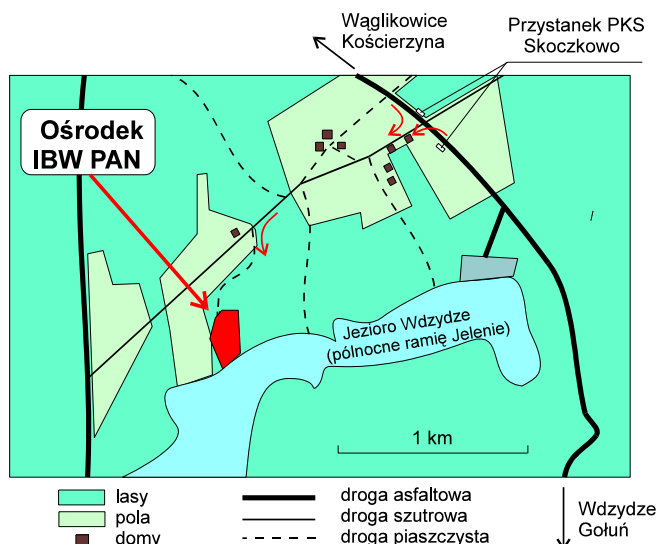 Wąglikowice
Kościerzyna
Przystanek PKS
Skoczkowo
Ośrodek
IBW PAN
Jezioro Wdzydze
(pólnocne ramię Jelenie)
1 km
lasy
pola
domy
droga asfaltowa
droga szutrowa
droga piaszczysta
Wdzydze
Gołuń